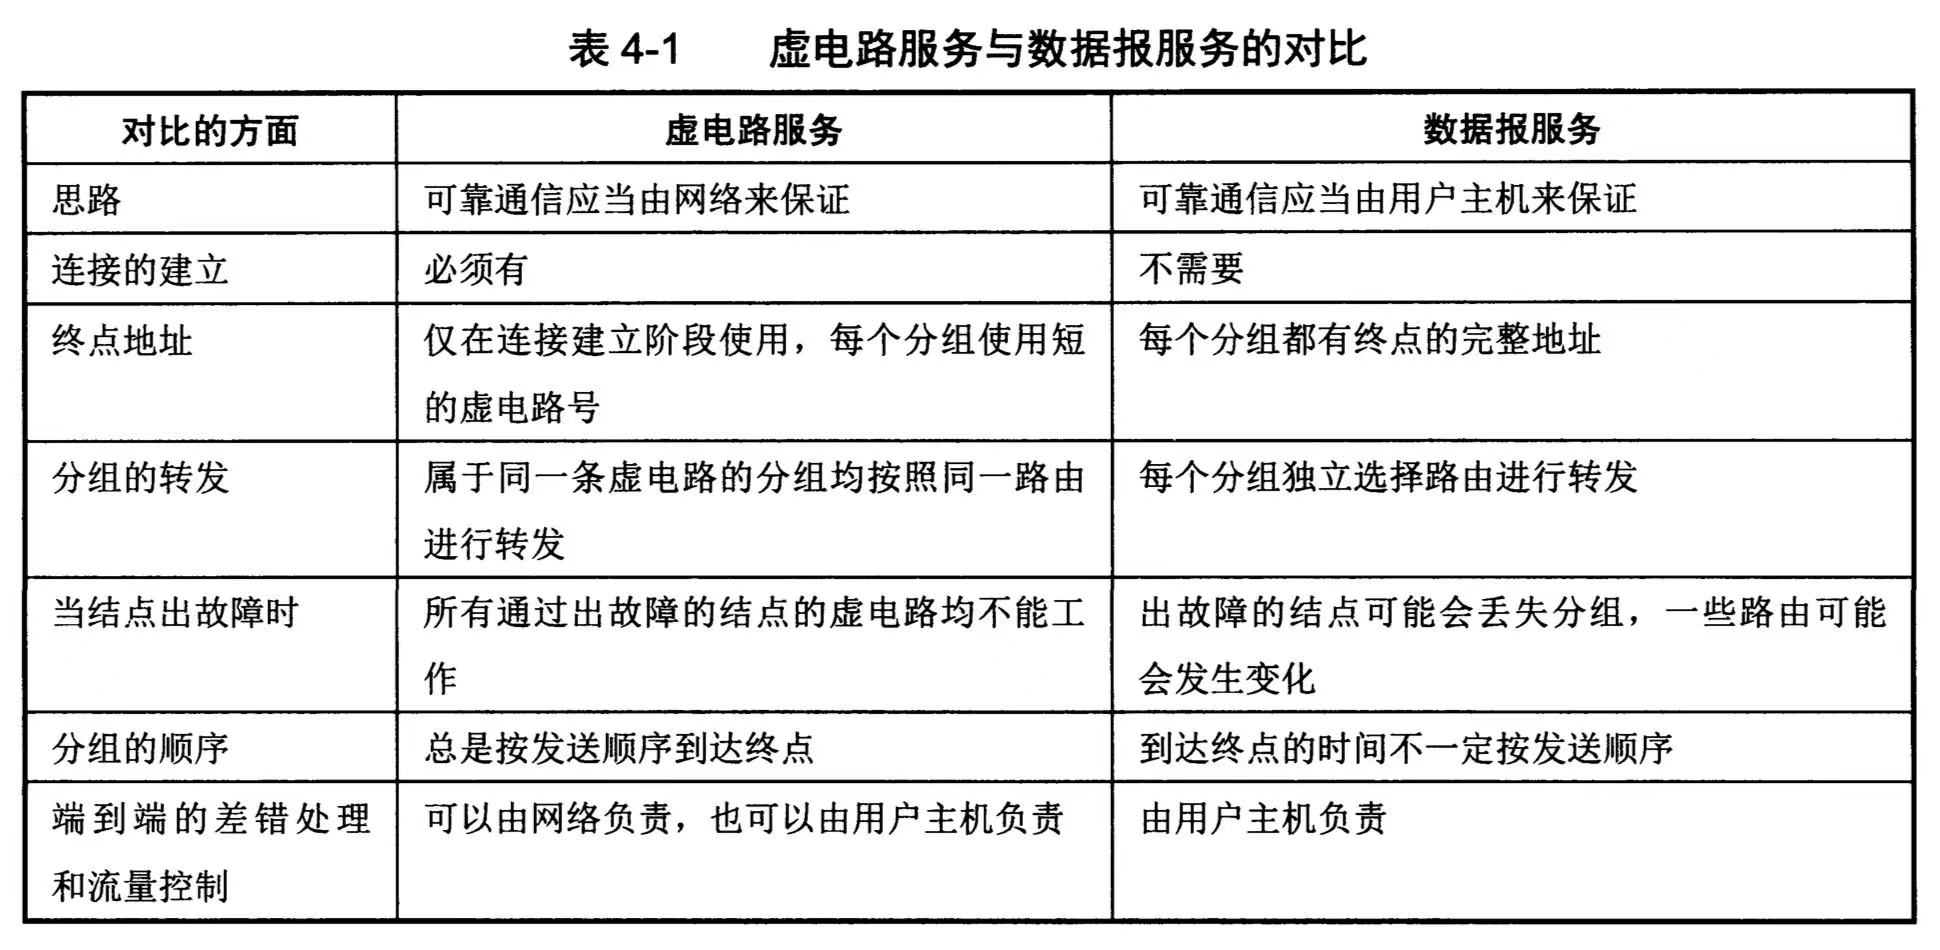 表 4-1 虚电路服务与数据报服务的对比
对比的方面 虚电路服务 数据报服务
思路 可靠通信应当由网络来保证 可靠通信应当由用户主机来保证
连接的建立 必须有 不需要
终点地址 仅在连接建立阶段使用，每个分组使用短 每个分组都有终点的完整地址
的虚电路号
分组的转发 属于同一条虚电路的分组均按照同一路由 每个分组独立选择路由进行转发
进行转发
当结点出故障时 所有通过出故障的结点的虚电路均不能工 出故障的结点可能会丢失分组，一些路由可能
作 会发生变化
分组的顺序 总是按发送顺序到达终点 到达终点的时间不一定按发送顺序
端到端的差错处理 可以由网络负责，也可以由用户主机负责 由用户主机负责
和流量控制